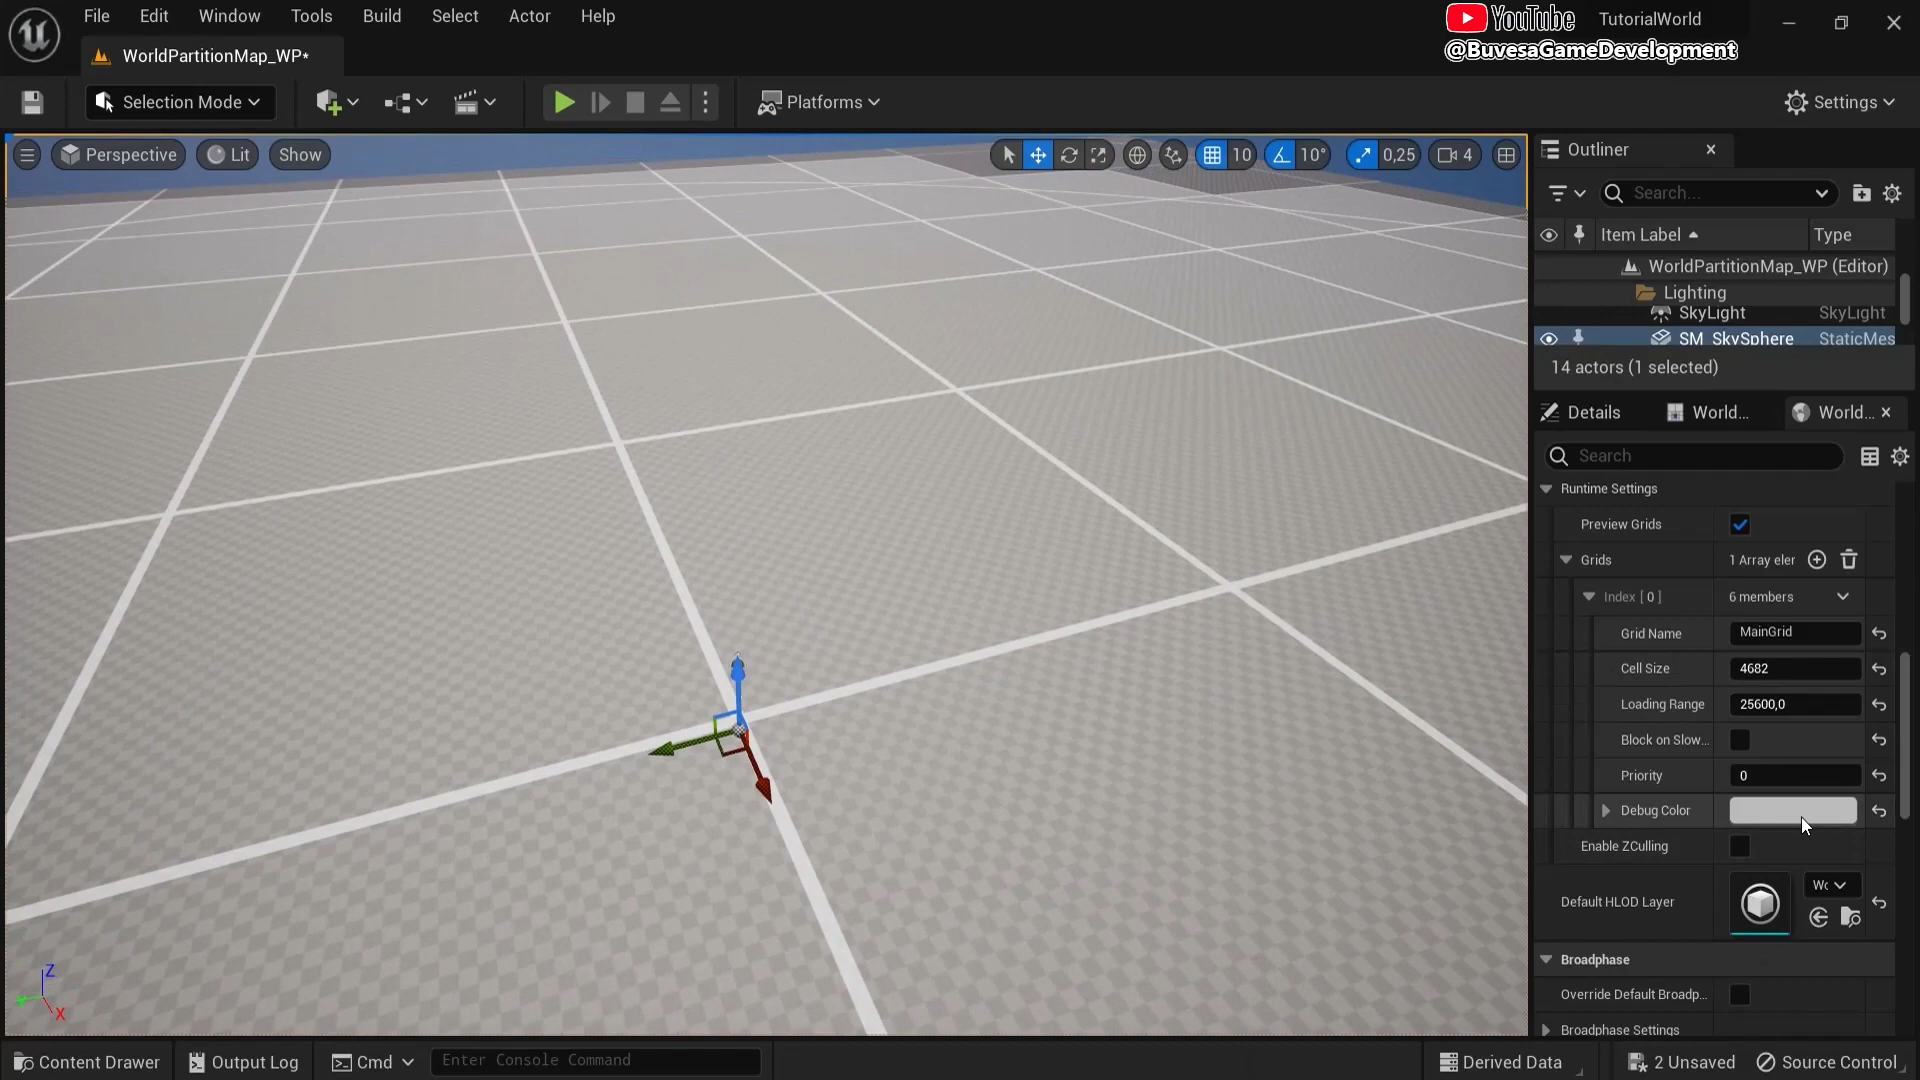 File Edit Window Tools Build Select Actor Help
YouTube TutorialWorld
@BuvesaGameDevelopment
WorldPartitionMap_WP*
Selection Mode Platforms Settings
Perspective Lit Show 10 10° 0,25 4
Outliner
Search...
Item Label Type
WorldPartitionMap_WP (Editor)
Lighting
SkyLight SkyLight
SM_SkySphere StaticMes
14 actors (1 selected)
Details World... World...
Search
Runtime Settings
Preview Grids
Grids 1 Array eler
Index [ 0 ] 6 members
Grid Name MainGrid
Cell Size 4682
Loading Range 25600,0
Block on Slow...
Priority 0
Debug Color
Enable ZCulling
Default HLOD Layer Wc
Broadphase
Override Default Broadp...
Broadphase Settings
Z
X
Content Drawer Output Log Cmd Enter Console Command Derived Data 2 Unsaved Source Control